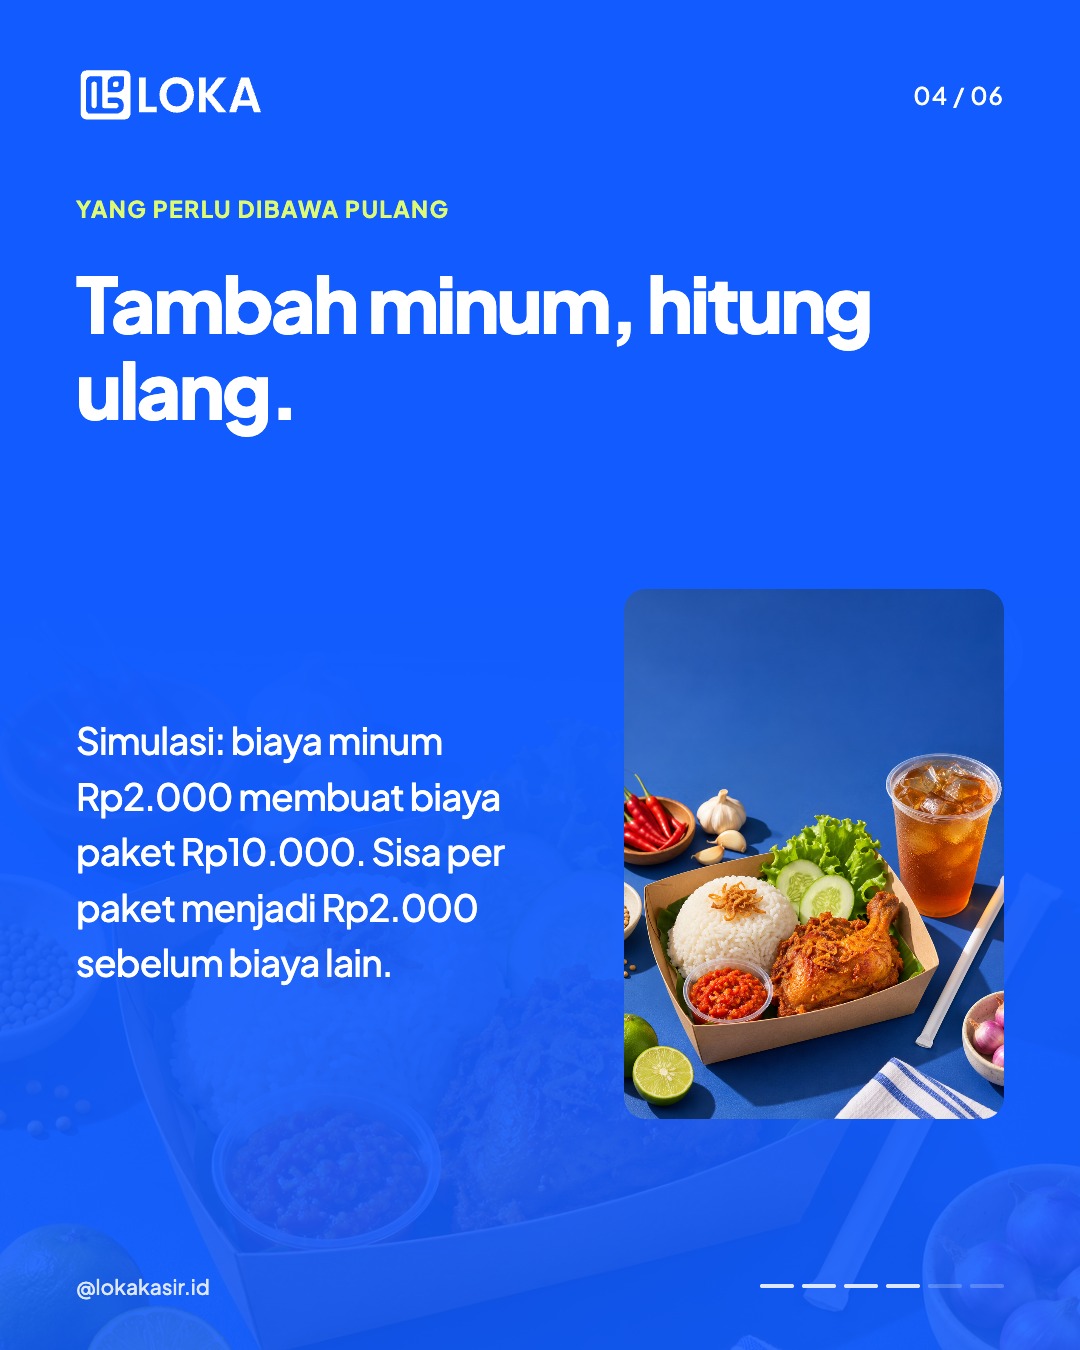 LOKA
04 / 06
YANG PERLU DIBAWA PULANG
Tambah minum, hitung
ulang.
Simulasi: biaya minum
Rp2.000 membuat biaya
paket Rp10.000. Sisa per
paket menjadi Rp2.000
sebelum biaya lain.
@lokakasir.id